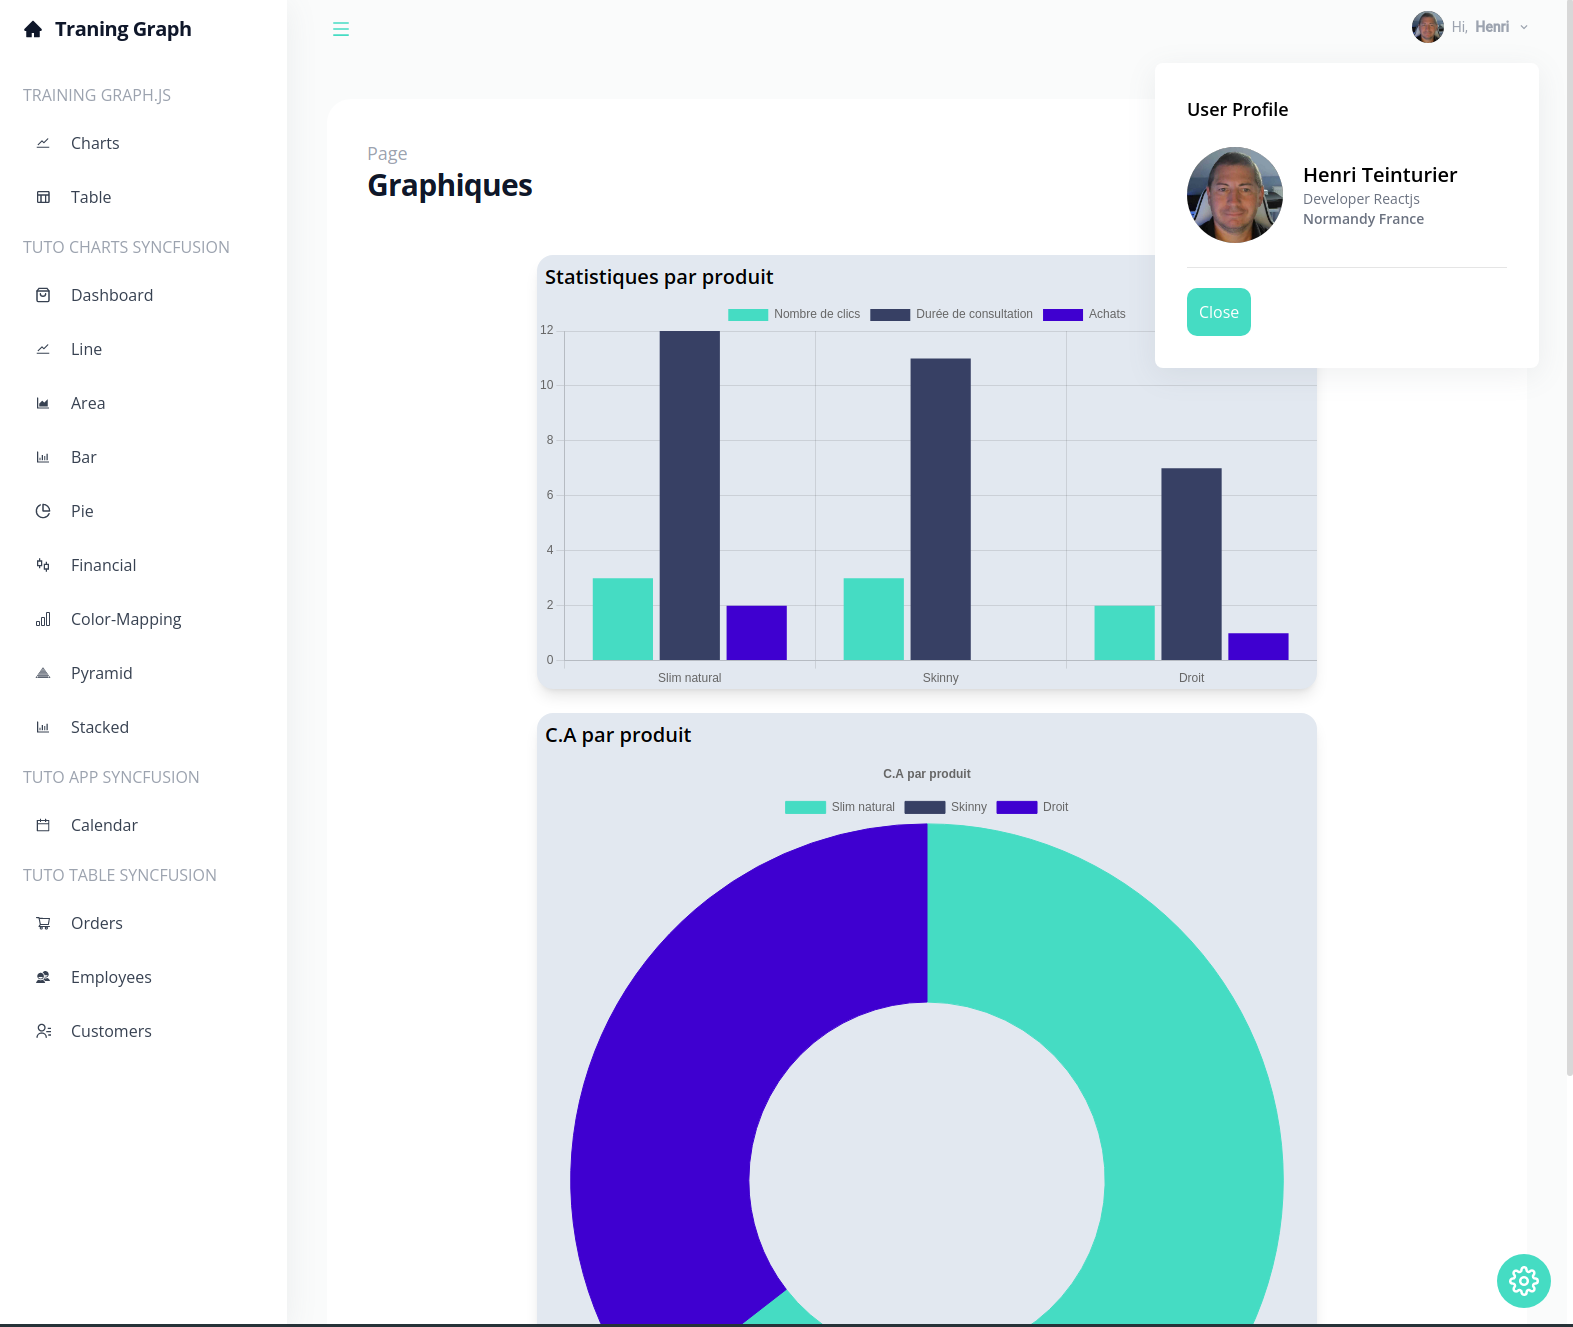 Traning Graph
TRAINING GRAPH.JS
Charts
Table
TUTO CHARTS SYNCFUSION
Dashboard
Line
Area
Bar
Pie
Financial
Color-Mapping
Pyramid
Stacked
TUTO APP SYNCFUSION
Calendar
TUTO TABLE SYNCFUSION
Orders
Employees
Customers
Hi, Henri
User Profile
Henri Teinturier
Developer Reactjs
Normandy France
Close
Page
Graphiques
Statistiques par produit
Nombre de clics Durée de consultation Achats
12
10
8
6
4
2
0
Slim natural Skinny Droit
C.A par produit
C.A par produit
Slim natural Skinny Droit